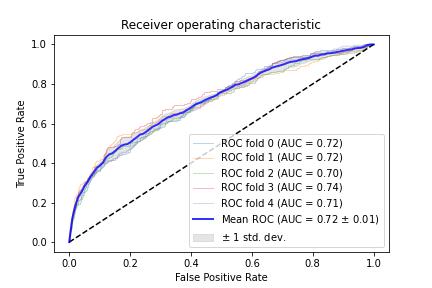 Receiver operating characteristic
True Positive Rate
1.0
0.8
0.6
0.4
0.2
0.0
ROC fold 0 (AUC = 0.72)
ROC fold 1 (AUC = 0.72)
ROC fold 2 (AUC = 0.70)
ROC fold 3 (AUC = 0.74)
ROC fold 4 (AUC = 0.71)
Mean ROC (AUC = 0.72 ± 0.01)
± 1 std. dev.
0.0 0.2 0.4 0.6 0.8 1.0
False Positive Rate